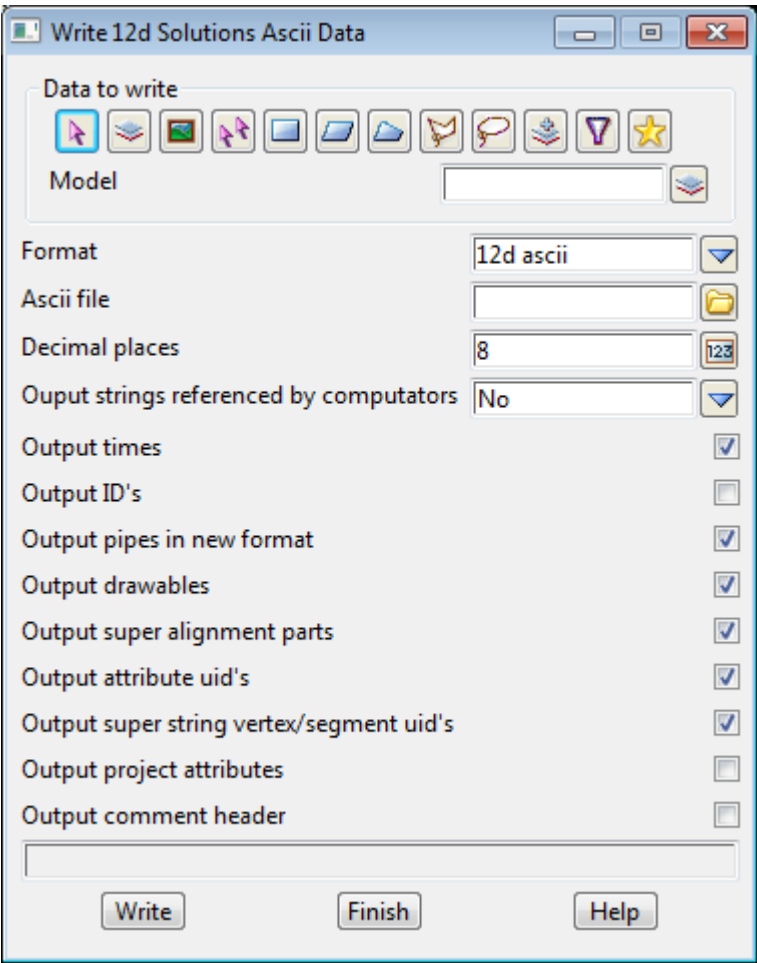 Write 12d Solutions Ascii Data
Data to write
Model
Format 12d ascii
Ascii file
Decimal places 8 123
Ouput strings referenced by computators No
Output times
Output ID's
Output pipes in new format
Output drawables
Output super alignment parts
Output attribute uid's
Output super string vertex/segment uid's
Output project attributes
Output comment header
Write Finish Help